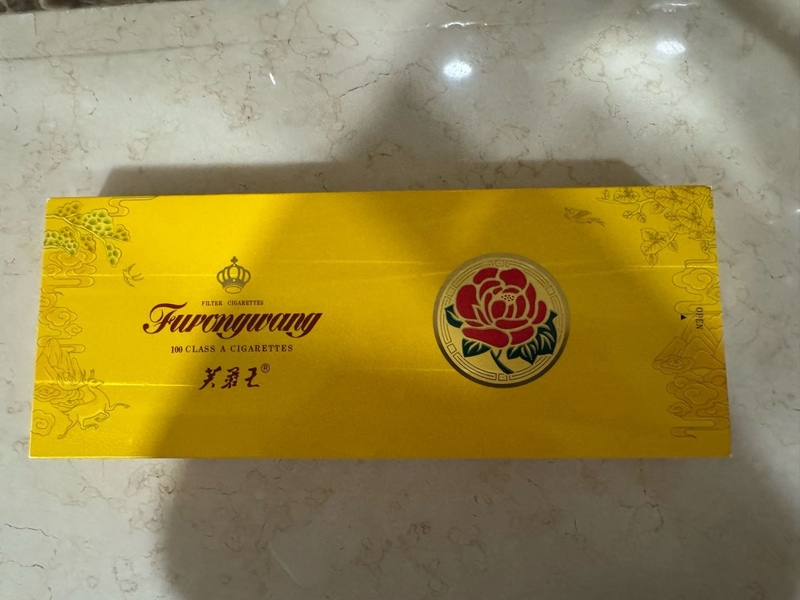 FILTER CIGARETTES
Furongwang
100 CLASS A CIGARETTES
芙蓉王®
OPEN